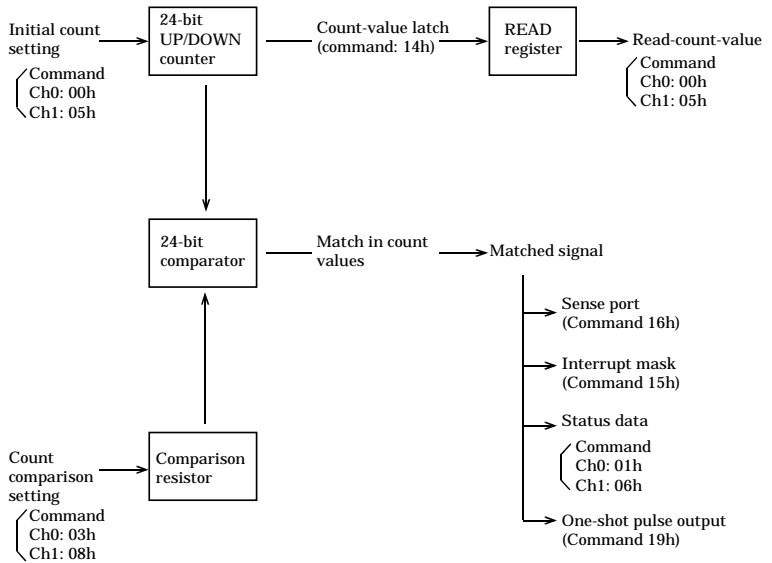 Initial count
setting
Command
Ch0: 00h
Ch1: 05h
24-bit
UP/DOWN
counter
Count-value latch
(command: 14h)
READ
register
Read-count-value
Command
Ch0: 00h
Ch1: 05h
24-bit
comparator
Match in count
values
Matched signal
Sense port
(Command 16h)
Interrupt mask
(Command 15h)
Status data
Command
Ch0: 01h
Ch1: 06h
One-shot pulse output
(Command 19h)
Count
comparison
setting
Command
Ch0: 03h
Ch1: 08h
Comparison
resistor